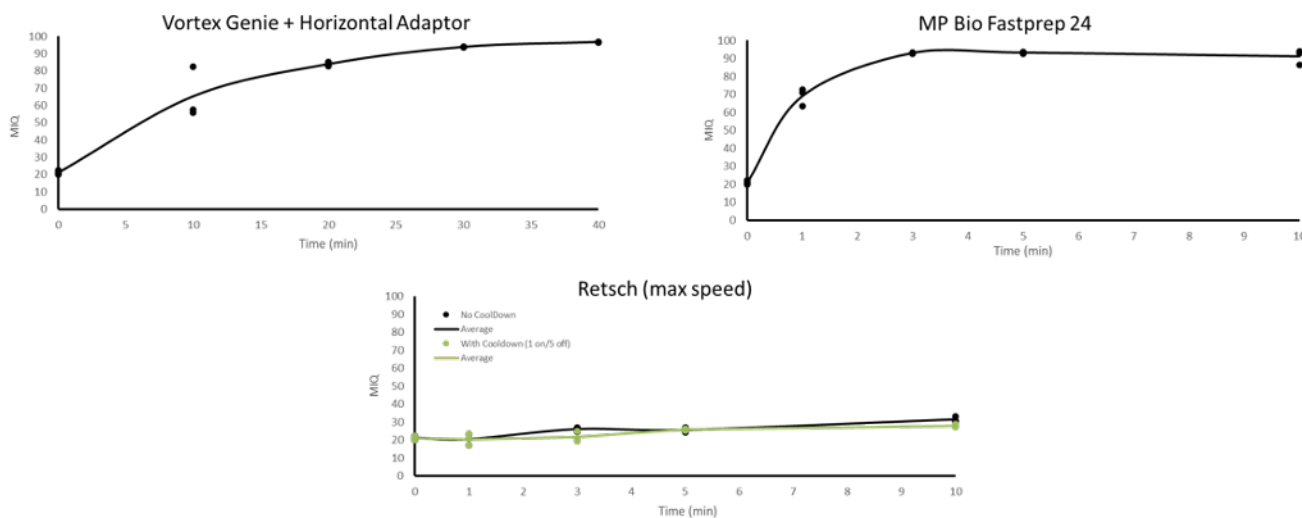 Vortex Genie + Horizontal Adaptor
100
90
80
70
60
50
40
30
20
10
0
MIQ
0 5 10 15 20 25 30 35 40
Time (min)
MP Bio Fastprep 24
100
90
80
70
60
50
40
30
20
10
0
MIQ
0 1 2 3 4 5 6 7 8 9 10
Time (min)
Retsch (max speed)
100
90
80
70
60
50
40
30
20
10
0
MIQ
No CoolDown
Average
With Cooldown (1 on/5 off)
Average
0 1 2 3 4 5 6 7 8 9 10
Time (min)